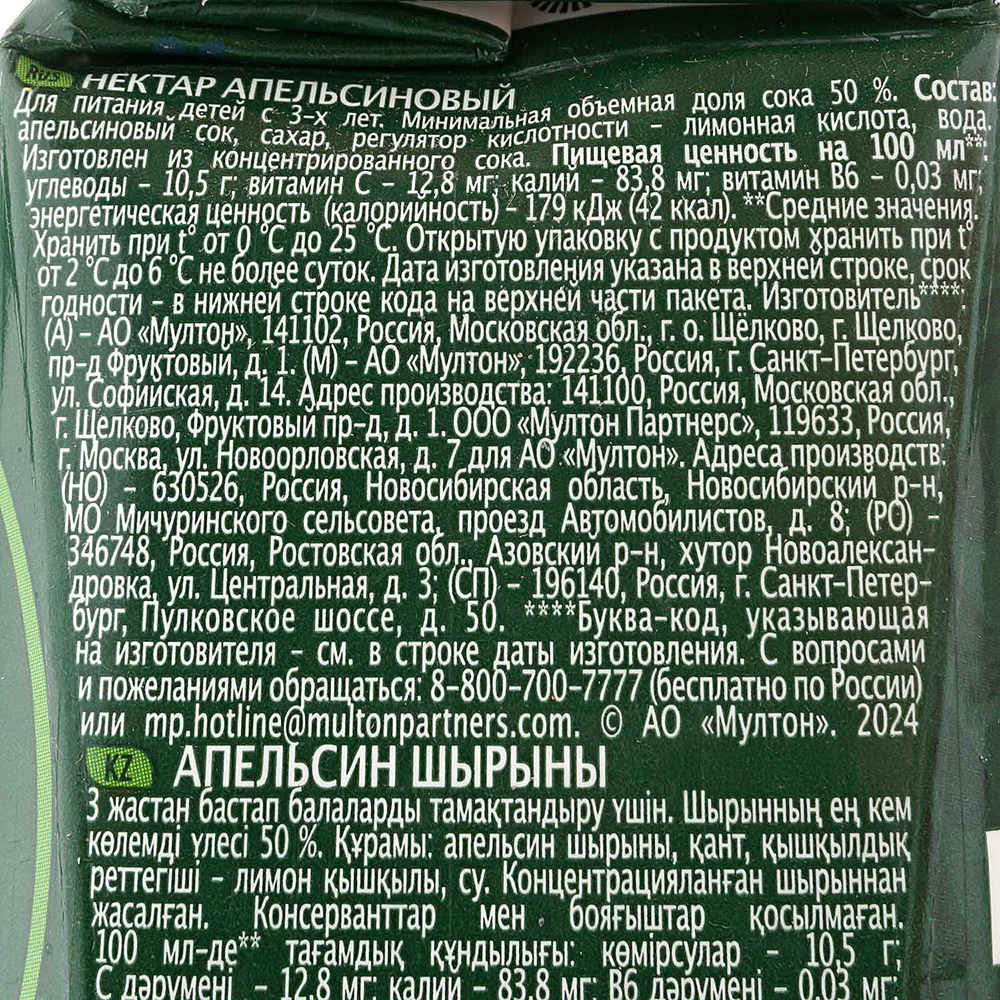 RUS НЕКТАР АПЕЛЬСИНОВЫЙ
Для питания детей с 3-х лет. Минимальная объемная доля сока 50 %. Состав:
апельсиновый сок, сахар, регулятор кислотности – лимонная кислота, вода.
Изготовлен из концентрированного сока. Пищевая ценность на 100 мл**:
углеводы – 10,5 г; витамин С – 12,8 мг; калий – 83,8 мг; витамин В6 – 0,03 мг;
энергетическая ценность (калорийность) – 179 кДж (42 ккал). **Средние значения.
Хранить при t° от 0 °С до 25 °С. Открытую упаковку с продуктом хранить при t°
от 2 °С до 6 °С не более суток. Дата изготовления указана в верхней строке, срок
годности – в нижней строке кода на верхней части пакета. Изготовитель****:
(А) – АО «Мултон», 141102, Россия, Московская обл., г. о. Щёлково, г. Щелково,
пр-д Фруктовый, д. 1. (М) – АО «Мултон», 192236, Россия, г. Санкт-Петербург,
ул. Софийская, д. 14. Адрес производства: 141100, Россия, Московская обл.,
г. Щелково, Фруктовый пр-д, д. 1. ООО «Мултон Партнерс», 119633, Россия,
г. Москва, ул. Новоорловская, д. 7 для АО «Мултон». Адреса производств:
(НО) – 630526, Россия, Новосибирская область, Новосибирский р-н,
МО Мичуринского сельсовета, проезд Автомобилистов, д. 8; (РО) –
346748, Россия, Ростовская обл., Азовский р-н, хутор Новоалексан-
дровка, ул. Центральная, д. 3; (СП) – 196140, Россия, г. Санкт-Петер-
бург, Пулковское шоссе, д. 50. ****Буква-код, указывающая
на изготовителя – см. в строке даты изготовления. С вопросами
и пожеланиями обращаться: 8-800-700-7777 (бесплатно по России)
или mp.hotline@multonpartners.com. © АО «Мултон». 2024
KZ АПЕЛЬСИН ШЫРЫНЫ
3 жастан бастап балаларды тамақтандыру үшін. Шырынның ең кем
көлемді үлесі 50 %. Құрамы: апельсин шырыны, қант, қышқылдық
реттегіші – лимон қышқылы, су. Концентрацияланған шырыннан
жасалған. Консерванттар мен бояғыштар қосылмаған.
100 мл-де** тағамдық құндылығы: көмірсулар – 10,5 г;
С дәрумені – 12,8 мг; калий – 83,8 мг; В6 дәрумені – 0,03 мг;